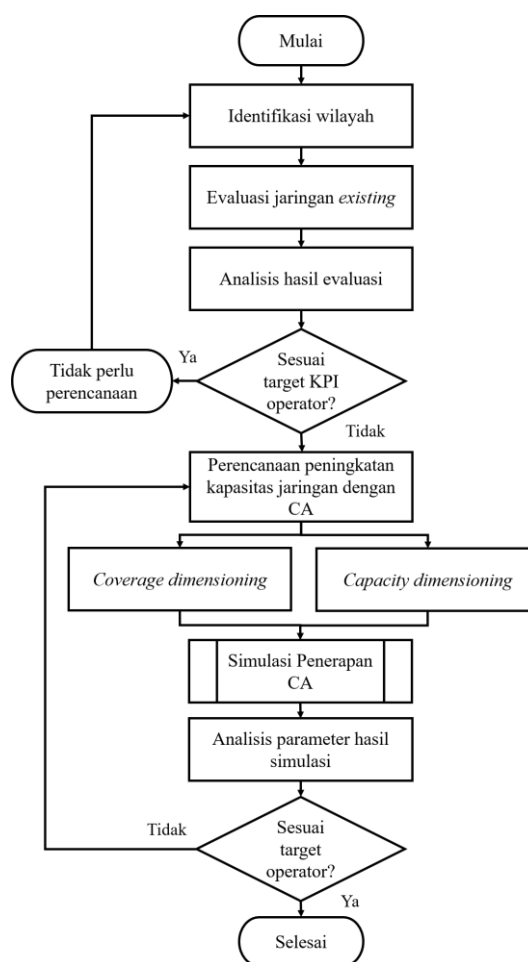 Mulai
Identifikasi wilayah
Evaluasi jaringan existing
Analisis hasil evaluasi
Ya
Tidak perlu
perencanaan
Sesuai
target KPI
operator?
Tidak
Perencanaan peningkatan
kapasitas jaringan dengan
CA
Coverage dimensioning
Capacity dimensioning
Simulasi Penerapan
CA
Analisis parameter hasil
simulasi
Tidak
Sesuai
target
operator?
Ya
Selesai